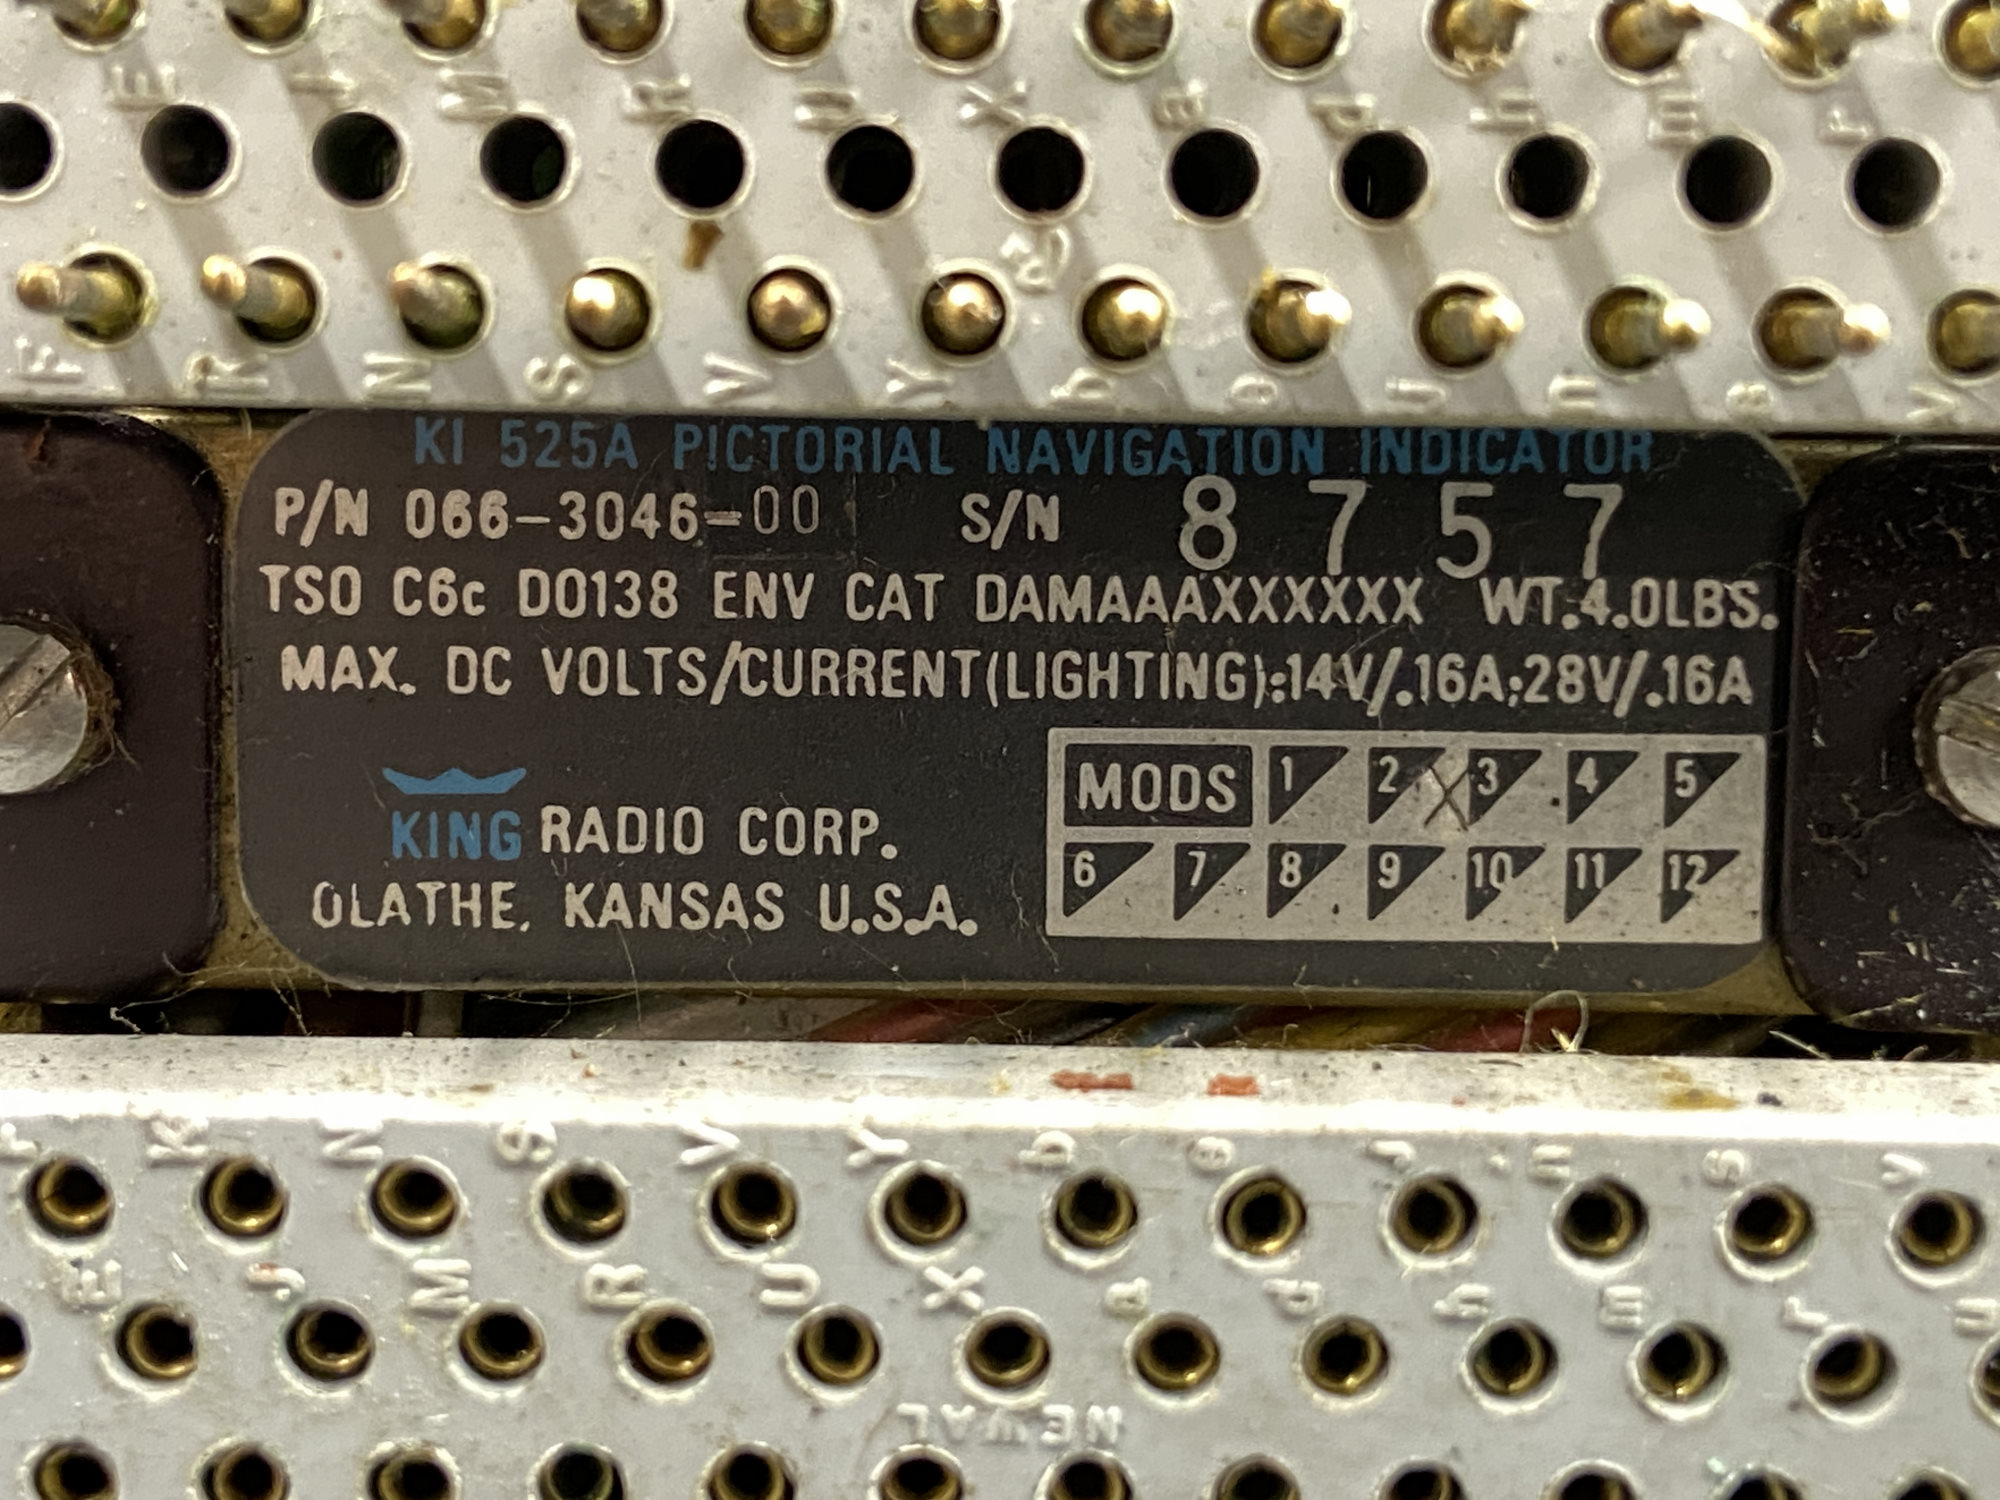 E J M R U X a d h m r
F R N S V Y b e j n s v
KI 525A PICTORIAL NAVIGATION INDICATOR
P/N 066-3046-00 S/N 8757
TSO C6c DO138 ENV CAT DAMAAAXXXXXX WT.4.0LBS.
MAX. DC VOLTS/CURRENT(LIGHTING):14V/.16A;28V/.16A
MODS 1 2 X 3 4 5
6 7 8 9 10 11 12
KING RADIO CORP.
OLATHE, KANSAS U.S.A.
K N S V Y b e j n s v
E J M R U X a d h m r u